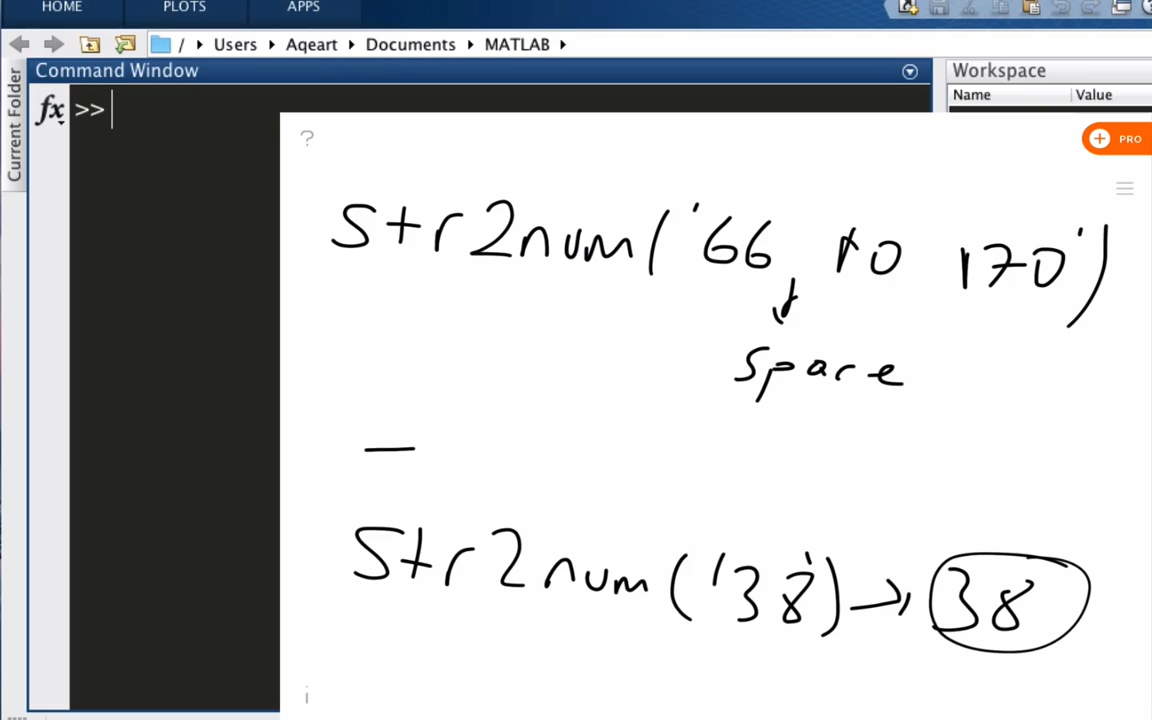 HOME PLOTS APPS
/ Users Aqeart Documents MATLAB
Current Folder
Command Window
Workspace
Name Value
fx >>
?
PRO
str2num('66 to 170')
space
—
str2num('38') → 38
i